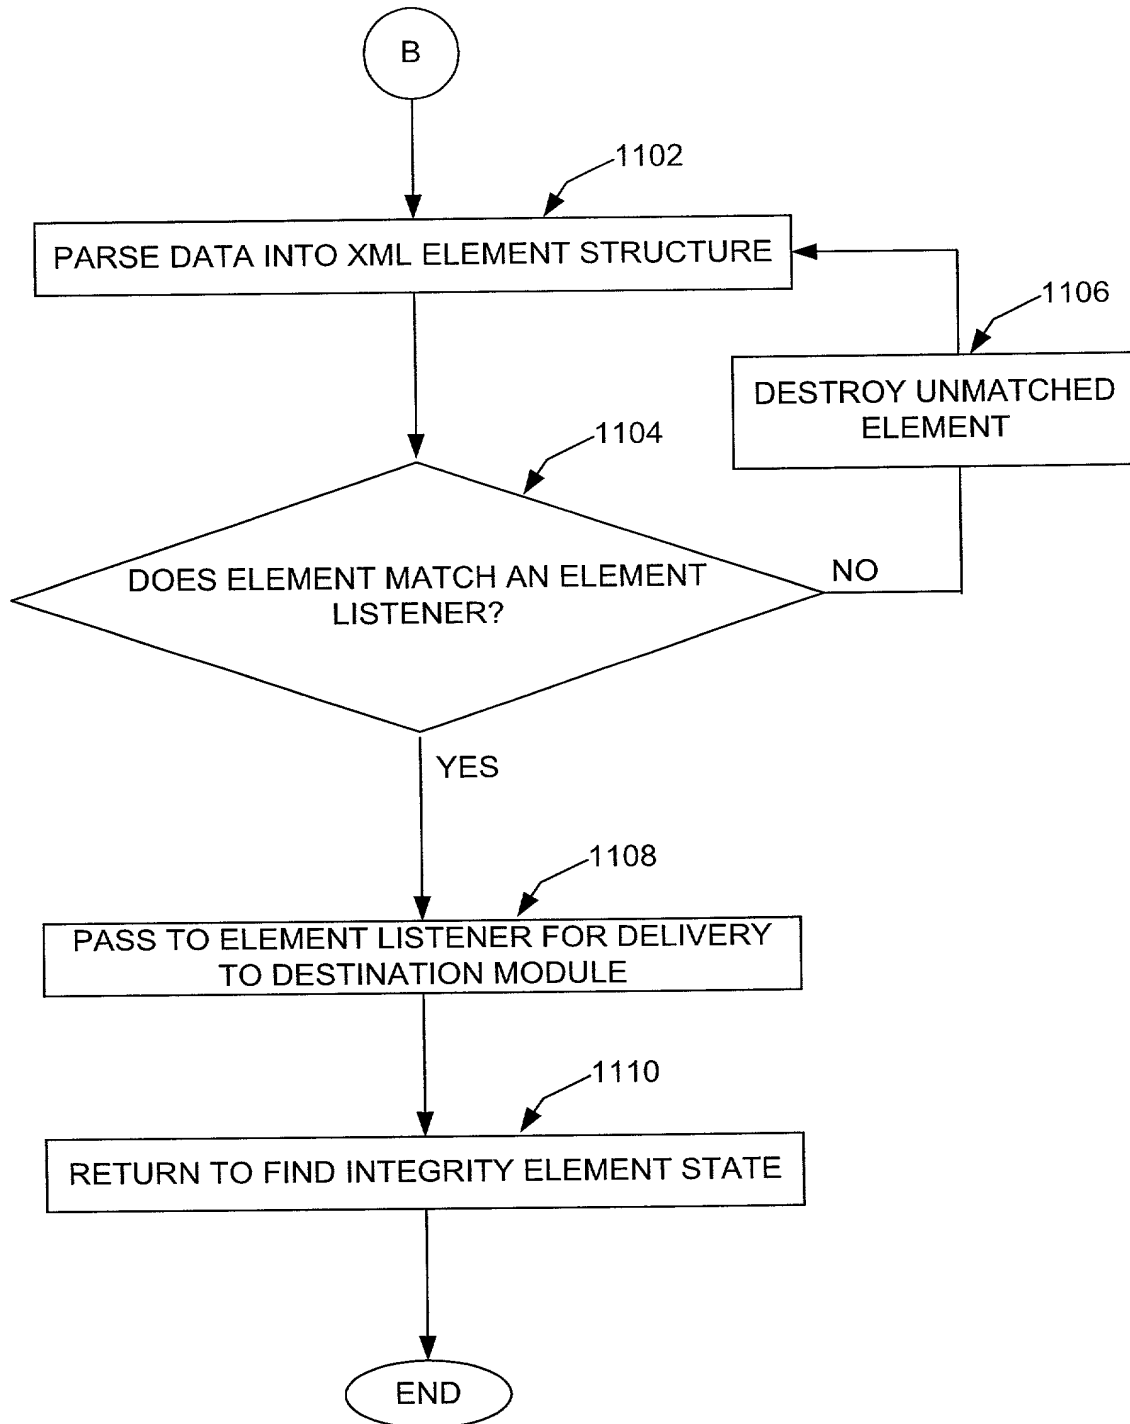 B
1102
PARSE DATA INTO XML ELEMENT STRUCTURE
1106
DESTROY UNMATCHED
ELEMENT
1104
DOES ELEMENT MATCH AN ELEMENT
LISTENER?
NO
YES
1108
PASS TO ELEMENT LISTENER FOR DELIVERY
TO DESTINATION MODULE
1110
RETURN TO FIND INTEGRITY ELEMENT STATE
END